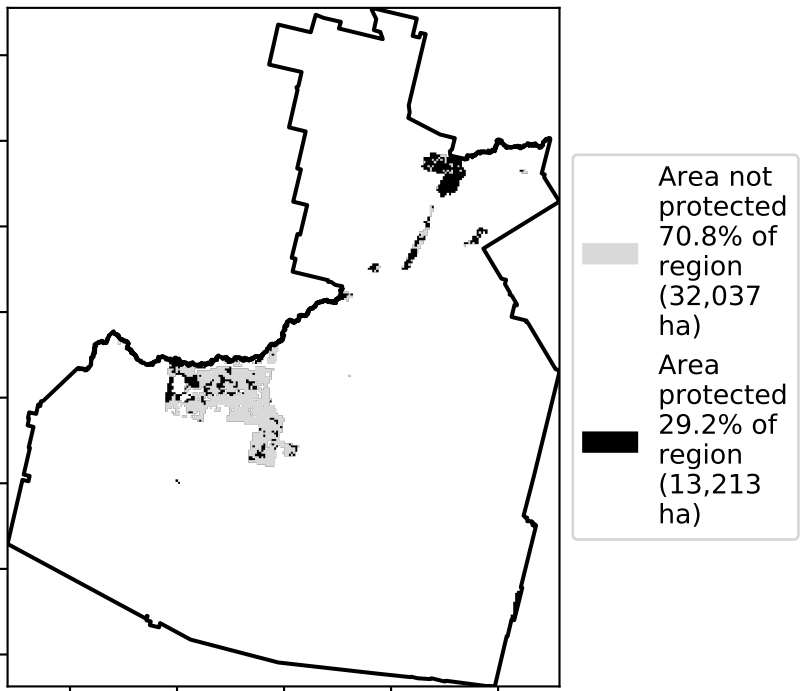 Area not
protected
70.8% of
region
(32,037
ha)
Area
protected
29.2% of
region
(13,213
ha)